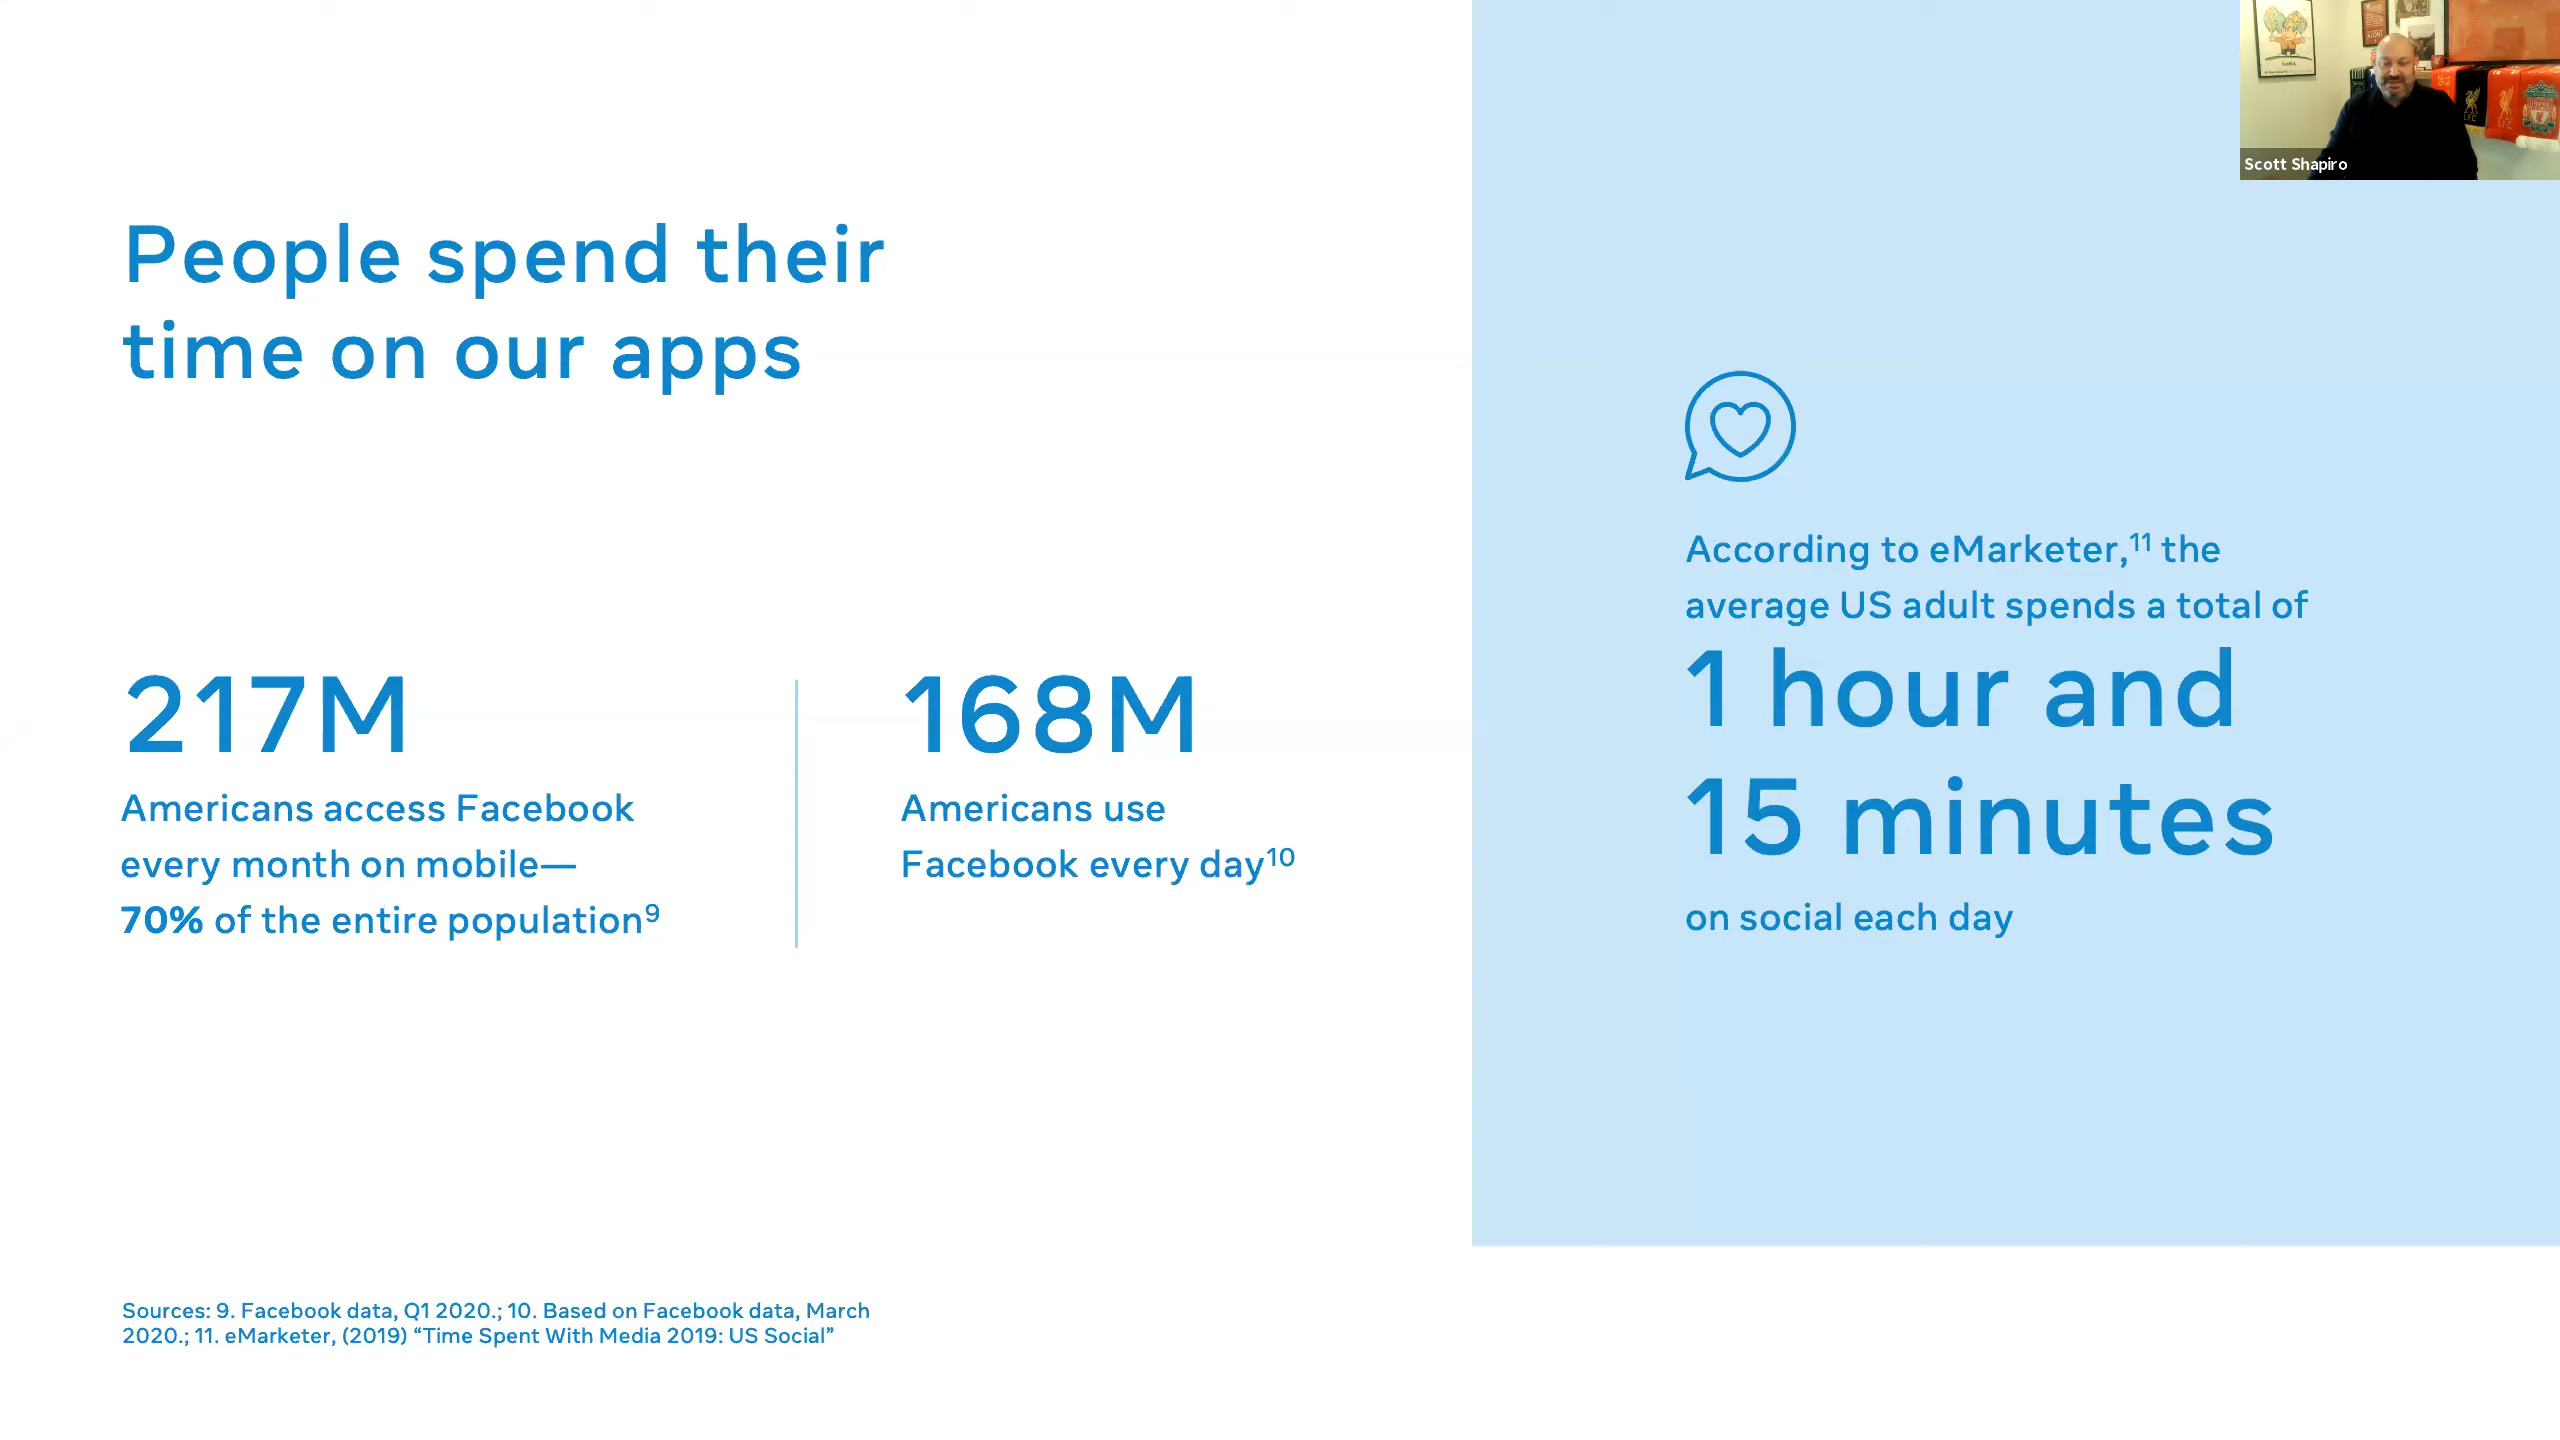 People spend their
time on our apps
217M
Americans access Facebook
every month on mobile—
70% of the entire population⁹
168M
Americans use
Facebook every day¹⁰
According to eMarketer,¹¹ the
average US adult spends a total of
1 hour and
15 minutes
on social each day
Sources: 9. Facebook data, Q1 2020.; 10. Based on Facebook data, March
2020.; 11. eMarketer, (2019) “Time Spent With Media 2019: US Social”
Scott Shapiro
LFC
LFC